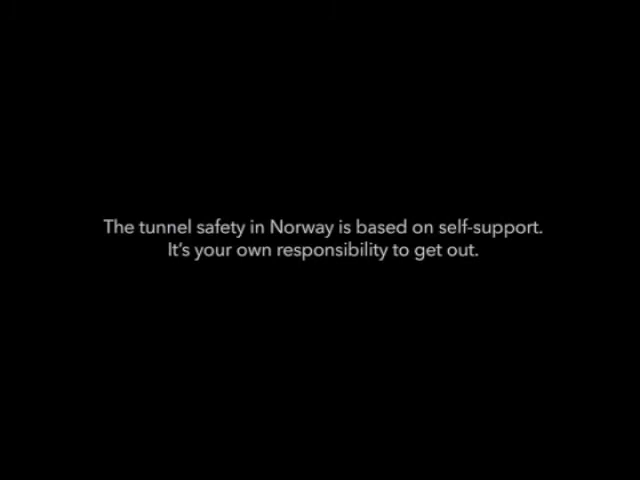 The tunnel safety in Norway is based on self-support.
It's your own responsibility to get out.